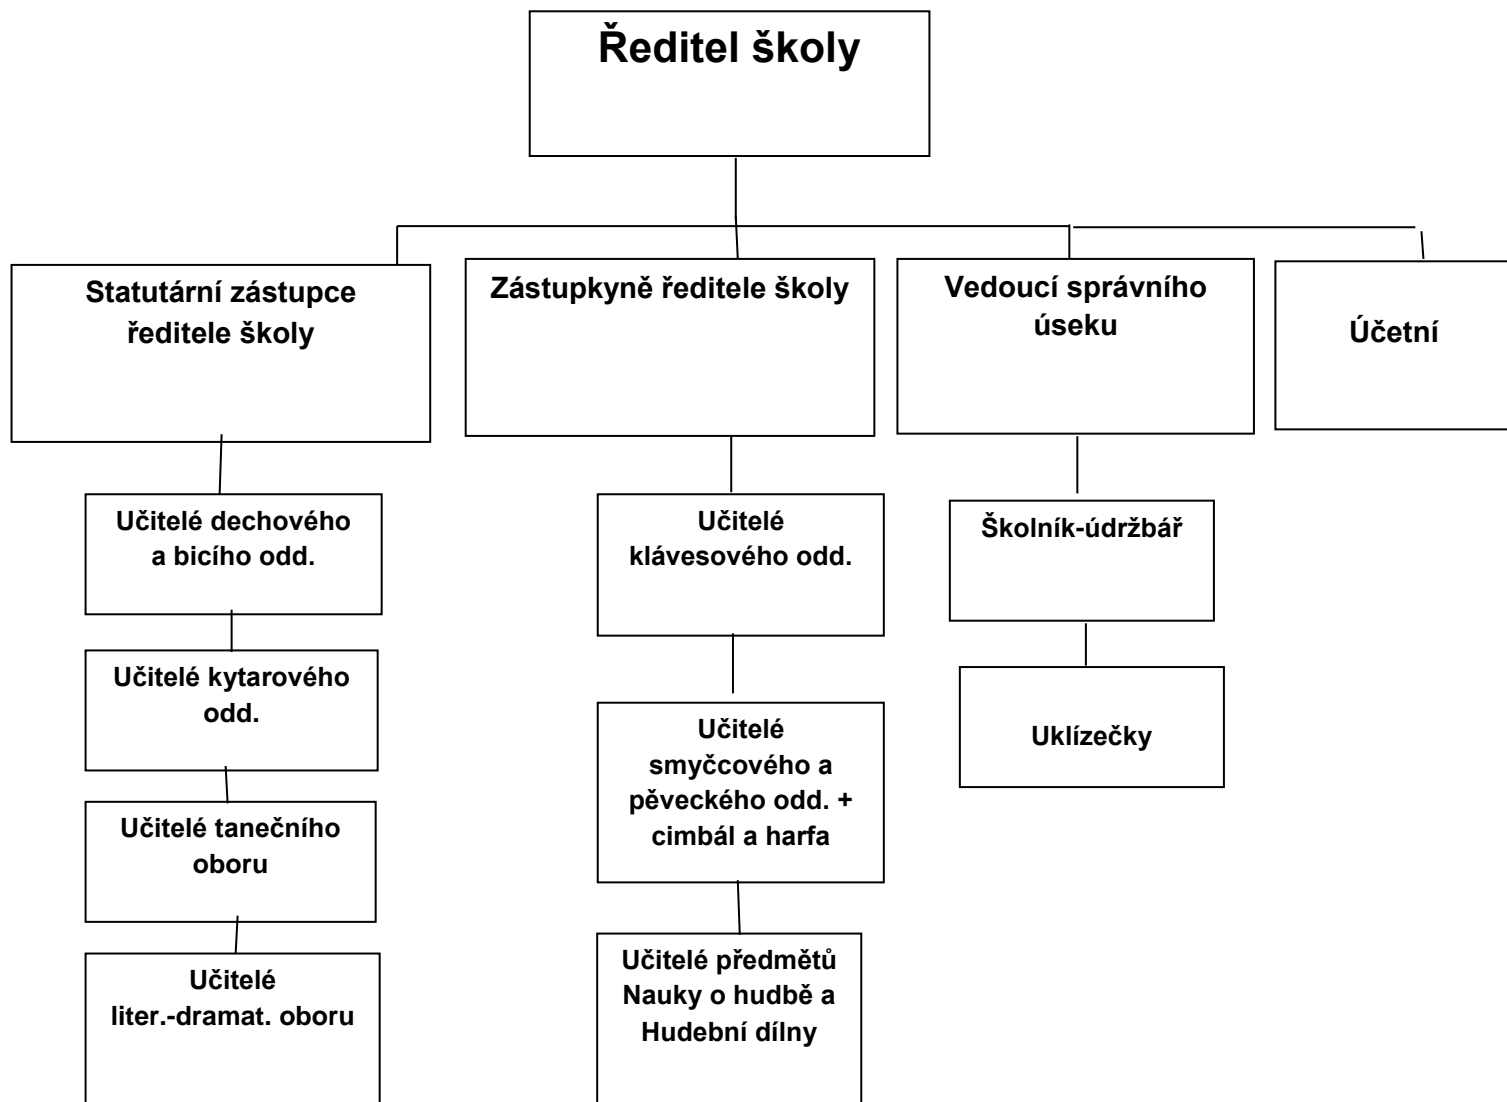 Ředitel školy
Statutární zástupce
ředitele školy
Zástupkyně ředitele školy
Vedoucí správního
úseku
Účetní
Učitelé dechového
a bicího odd.
Učitelé kytarového
odd.
Učitelé tanečního
oboru
Učitelé
liter.-dramat. oboru
Učitelé
klávesového odd.
Učitelé
smyčcového a
pěveckého odd. +
cimbál a harfa
Učitelé předmětů
Nauky o hudbě a
Hudební dílny
Školník-údržbář
Uklízečky